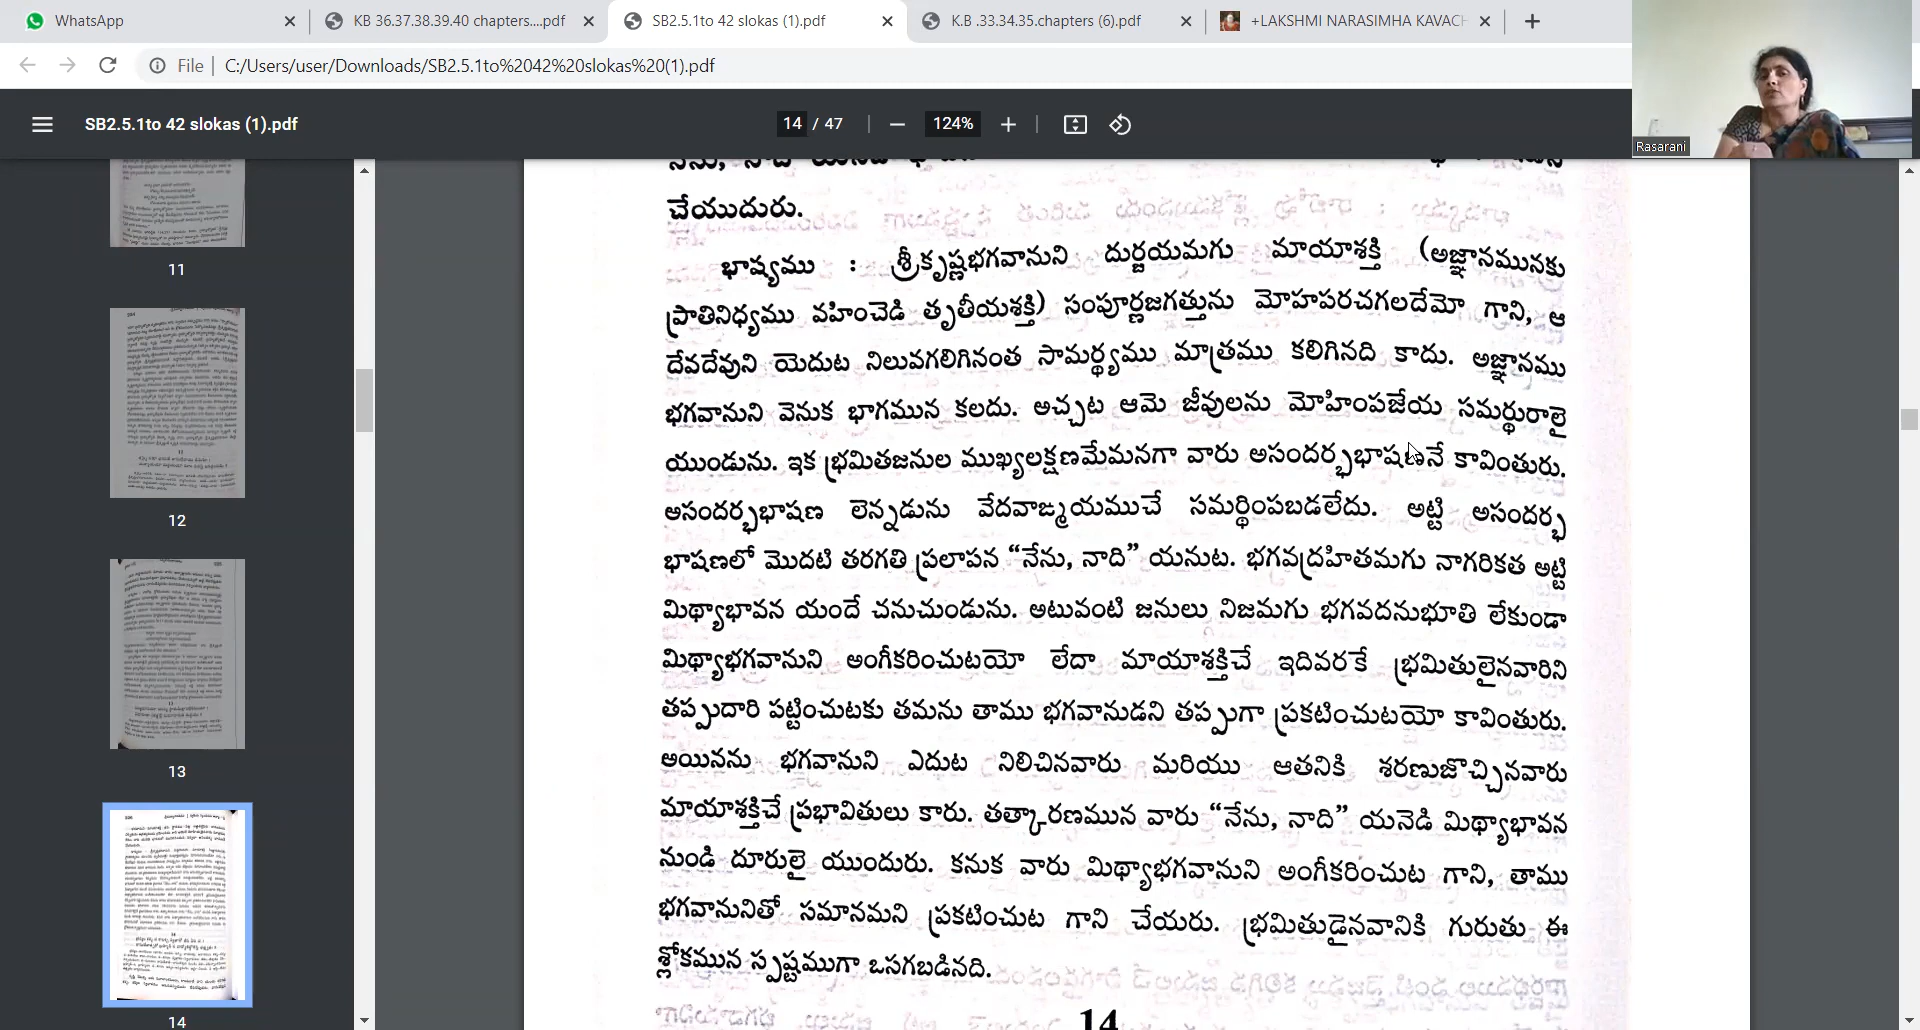 WhatsApp
KB 36.37.38.39.40 chapters....pdf
SB2.5.1to 42 slokas (1).pdf
K.B .33.34.35.chapters (6).pdf
+LAKSHMI NARASIMHA KAVACH
File
C:/Users/user/Downloads/SB2.5.1to%2042%20slokas%20(1).pdf
SB2.5.1to 42 slokas (1).pdf
14 / 47
124%
Rasarani
11
12
13
14
చేయుదురు.
భాష్యము : శ్రీకృష్ణభగవానుని దుర్జయమగు మాయాశక్తి (అజ్ఞానమునకు
ప్రాతినిధ్యము వహించెడి తృతీయశక్తి) సంపూర్ణజగత్తును మోహపరచగలదేమో గాని, ఆ
దేవదేవుని యెదుట నిలువగలిగినంత సామర్థ్యము మాత్రము కలిగినది కాదు. అజ్ఞానము
భగవానుని వెనుక భాగమున కలదు. అచ్చట ఆమె జీవులను మోహింపజేయ సమర్థురాలై
యుండును. ఇక భ్రమితజనుల ముఖ్యలక్షణమేమనగా వారు అసందర్భభాషణనే కావింతురు.
అసందర్భభాషణ లెన్నడును వేదవాఙ్మయముచే సమర్థింపబడలేదు. అట్టి అసందర్భ
భాషణలో మొదటి తరగతి ప్రలాపన “నేను, నాది” యనుట. భగవద్రహితమగు నాగరికత అట్టి
మిథ్యాభావన యందే చనుచుండును. అటువంటి జనులు నిజమగు భగవదనుభూతి లేకుండా
మిథ్యాభగవానుని అంగీకరించుటయో లేదా మాయాశక్తిచే ఇదివరకే భ్రమితులైనవారిని
తప్పుదారి పట్టించుటకు తమను తాము భగవానుడని తప్పుగా ప్రకటించుటయో కావింతురు.
అయినను భగవానుని ఎదుట నిలిచినవారు మరియు ఆతనికి శరణుజొచ్చినవారు
మాయాశక్తిచే ప్రభావితులు కారు. తత్కారణమున వారు “నేను, నాది” యనెడి మిథ్యాభావన
నుండి దూరులై యుందురు. కనుక వారు మిథ్యాభగవానుని అంగీకరించుట గాని, తాము
భగవానునితో సమానమని ప్రకటించుట గాని చేయరు. భ్రమితుడైనవానికి గురుతు ఈ
శ్లోకమున స్పష్టముగా ఒసగబడినది.
14